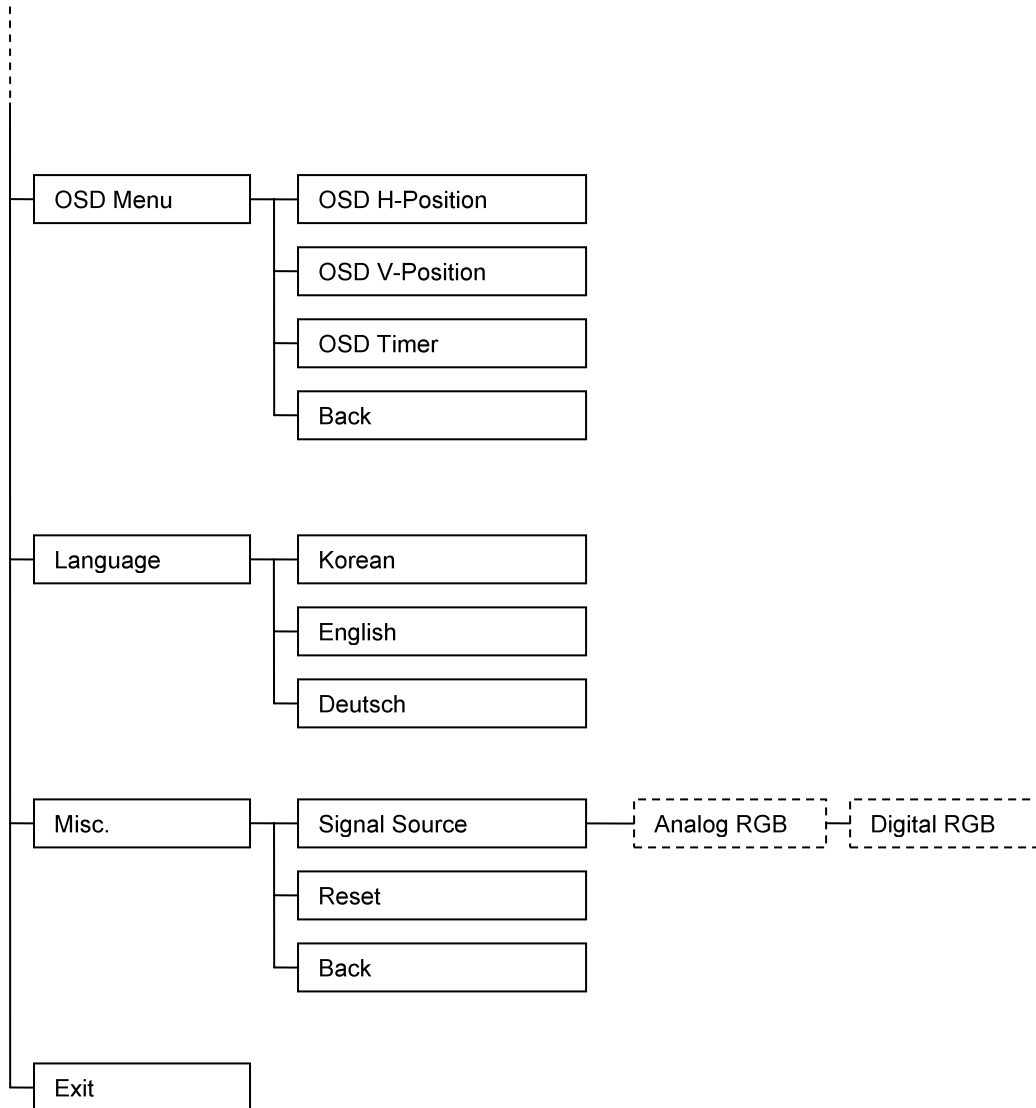 OSD Menu
OSD H-Position
OSD V-Position
OSD Timer
Back
Language
Korean
English
Deutsch
Misc.
Signal Source
Analog RGB
Digital RGB
Reset
Back
Exit